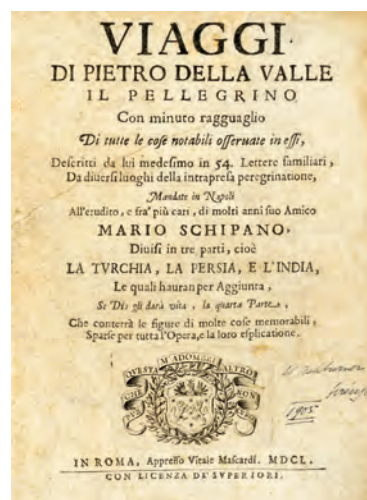 VIAGGI
DI PIETRO DELLA VALLE
IL PELLEGRINO
Con minuto ragguaglio
Di tutte le cose notabili osseruate in essi,
Descritti da lui medesimo in 54. Lettere familiari,
Da diuersi luoghi della intrapresa peregrinatione,
Mandate in Napoli
All'erudito, e fra' più cari, di molti anni suo Amico
MARIO SCHIPANO,
Diuisi in tre parti, cioè
LA TVRCHIA, LA PERSIA, E L'INDIA,
Le quali hauran per Aggiunta,
Se Dio gli darà vita, la quarta Parte,
Che conterrà le figure di molte cose memorabili,
Sparse per tutta l'Opera, e la loro esplicatione.
QVESTA M'ADOMBRI ALTRO NON
1905
IN ROMA, Appresso Vitale Mascardi. MDCL.
CON LICENZA DE' SVPERIORI.